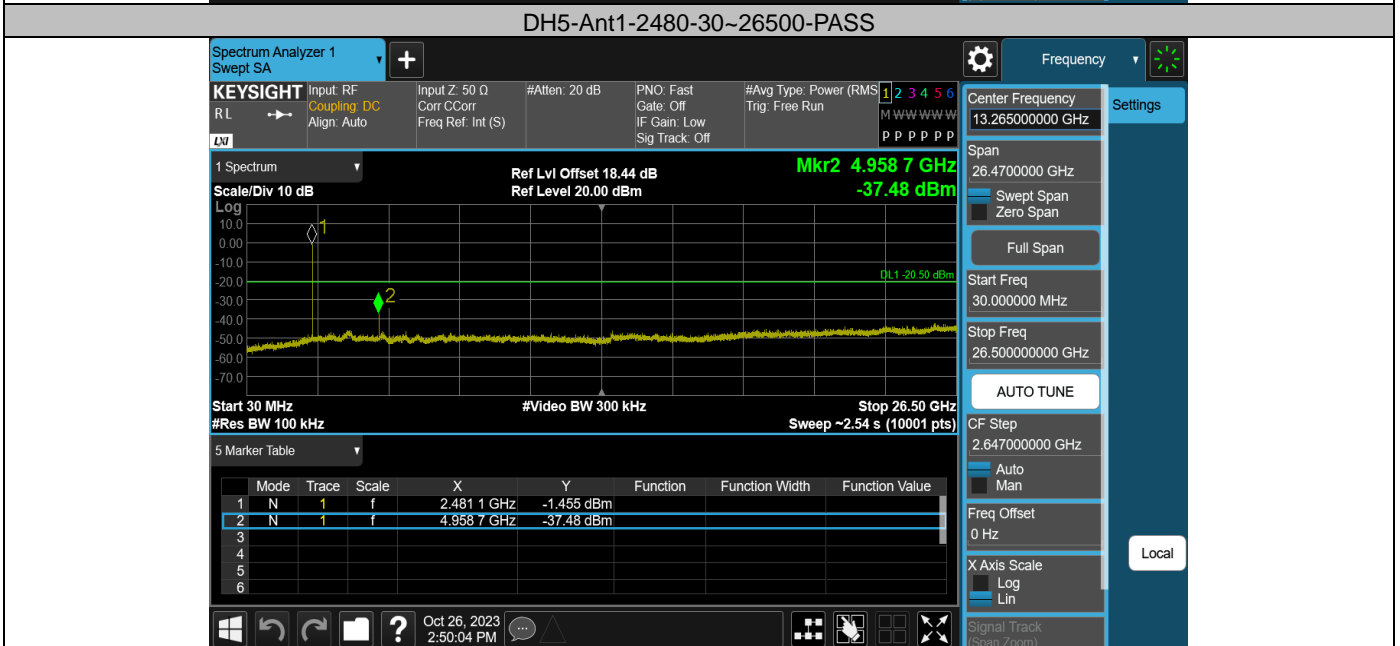 DH5-Ant1-2480-30~26500-PASS
Spectrum Analyzer 1
Swept SA
Frequency
KEYSIGHT
RL
LXI
Input: RF
Coupling: DC
Align: Auto
Input Z: 50 Ω
Corr CCorr
Freq Ref: Int (S)
#Atten: 20 dB
PNO: Fast
Gate: Off
IF Gain: Low
Sig Track: Off
#Avg Type: Power (RMS
Trig: Free Run
1 2 3 4 5 6
M W W W W W
P P P P P P
Center Frequency
13.265000000 GHz
Settings
Span
26.4700000 GHz
Swept Span
Zero Span
Full Span
Start Freq
30.000000 MHz
Stop Freq
26.500000000 GHz
AUTO TUNE
CF Step
2.647000000 GHz
Auto
Man
Freq Offset
0 Hz
X Axis Scale
Log
Lin
Signal Track
(Span Zoom)
Local
1 Spectrum
Scale/Div 10 dB
Ref Lvl Offset 18.44 dB
Ref Level 20.00 dBm
Mkr2 4.958 7 GHz
-37.48 dBm
Log
10.0
0.00
-10.0
-20.0
-30.0
-40.0
-50.0
-60.0
-70.0
1
2
DL1 -20.50 dBm
Start 30 MHz
#Video BW 300 kHz
Stop 26.50 GHz
#Res BW 100 kHz
Sweep ~2.54 s (10001 pts)
5 Marker Table
Mode Trace Scale X Y Function Function Width Function Value
1 N 1 f 2.481 1 GHz -1.455 dBm
2 N 1 f 4.958 7 GHz -37.48 dBm
3
4
5
6
?
Oct 26, 2023
2:50:04 PM